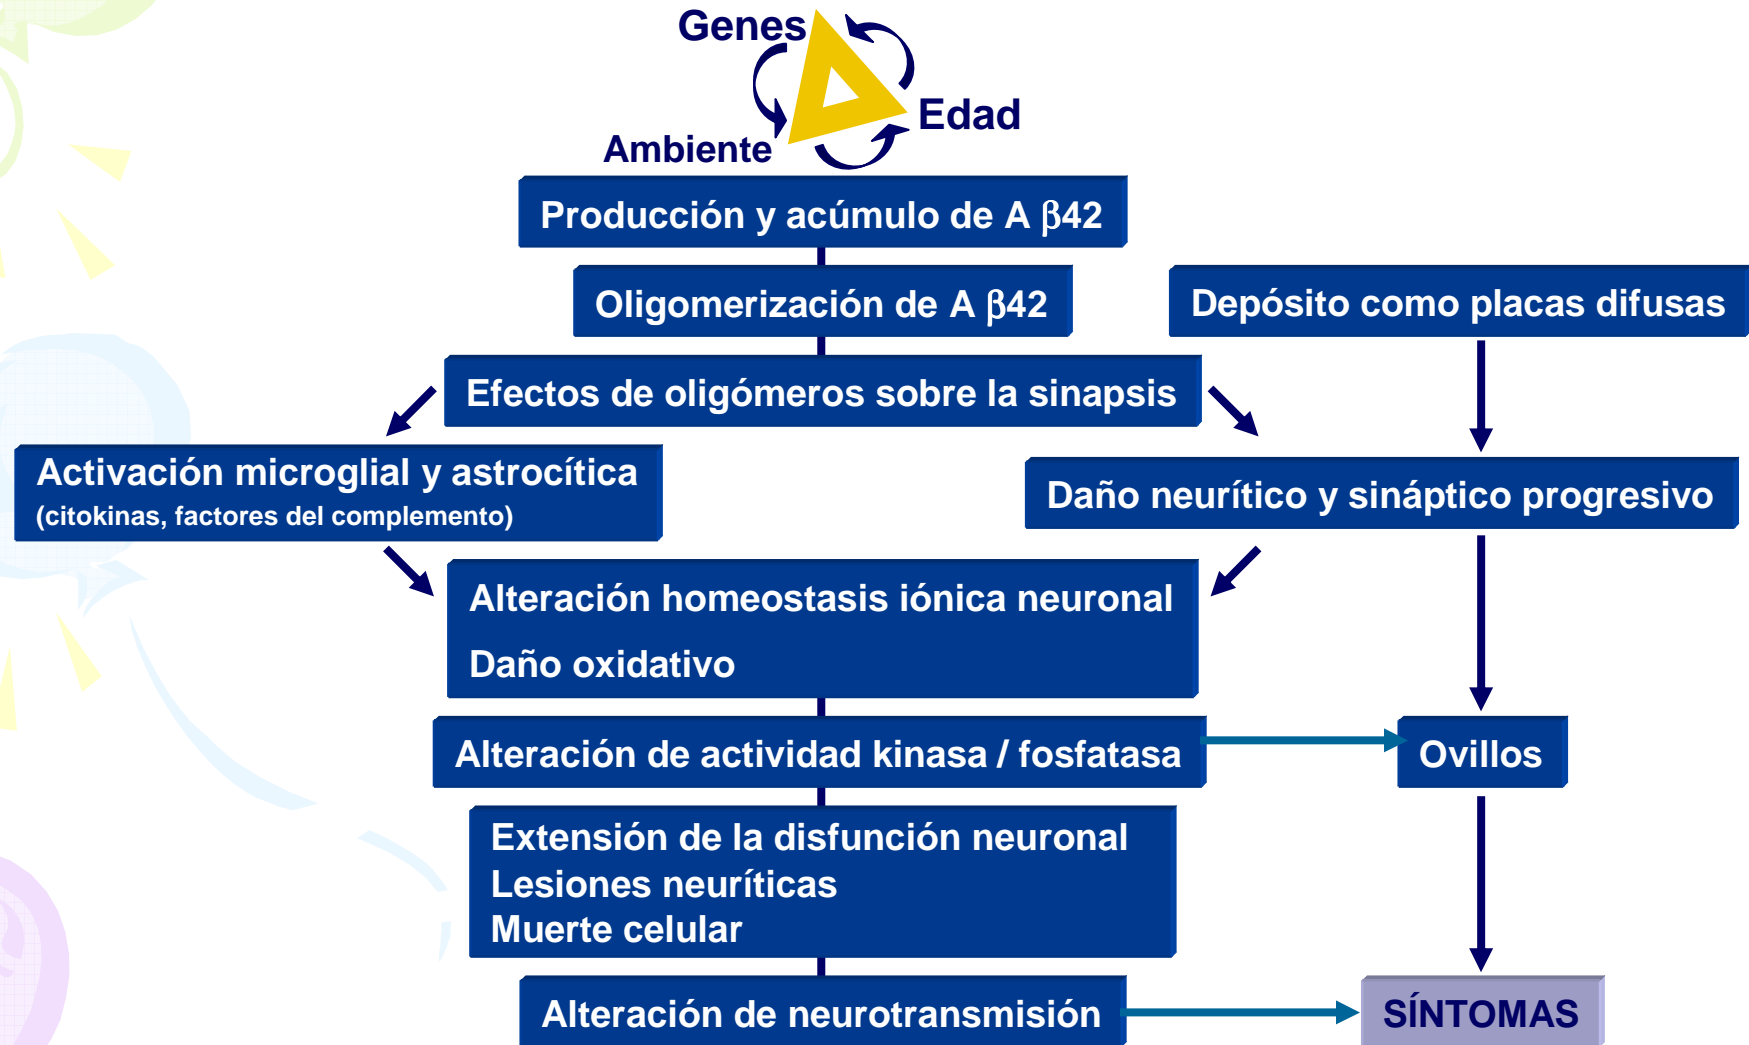 Genes
Edad
Ambiente
Producción y acúmulo de A β42
Oligomerización de A β42
Depósito como placas difusas
Efectos de oligómeros sobre la sinapsis
Activación microglial y astrocítica
(citokinas, factores del complemento)
Daño neurítico y sináptico progresivo
Alteración homeostasis iónica neuronal
Daño oxidativo
Alteración de actividad kinasa / fosfatasa
Ovillos
Extensión de la disfunción neuronal
Lesiones neuríticas
Muerte celular
Alteración de neurotransmisión
SÍNTOMAS